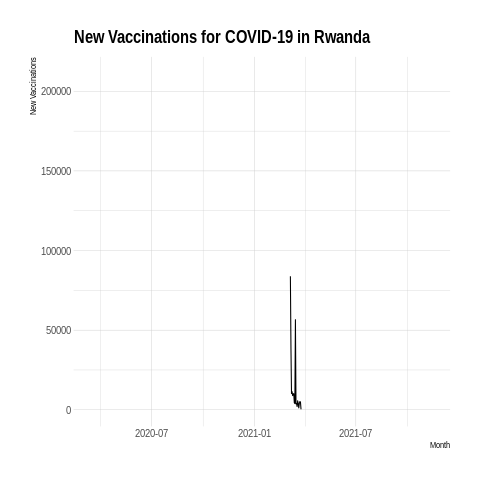 New Vaccinations for COVID-19 in Rwanda
New Vaccinations
200000
150000
100000
50000
0
2020-07 2021-01 2021-07
Month